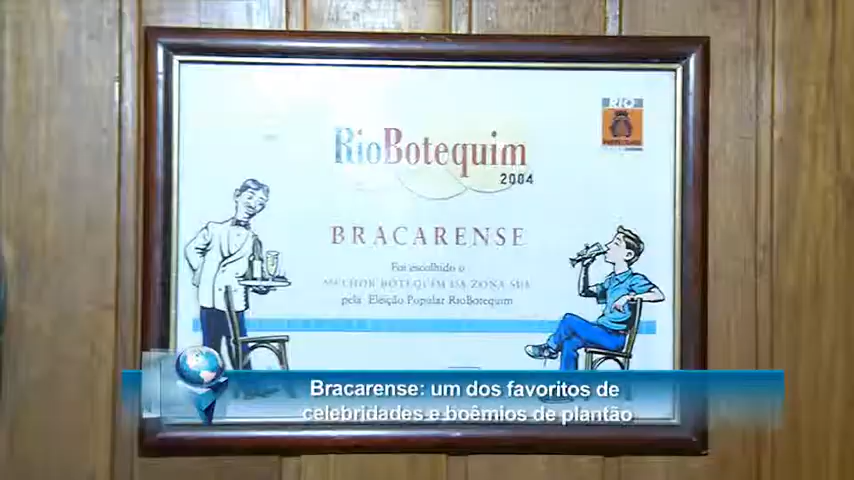 RIO
RioBotequim
2004
BRACARENSE
Foi escolhido o
MELHOR BOTEQUIM DA ZONA SUL
pela Eleição Popular RioBotequim
Bracarense: um dos favoritos de
celebridades e boêmios de plantão